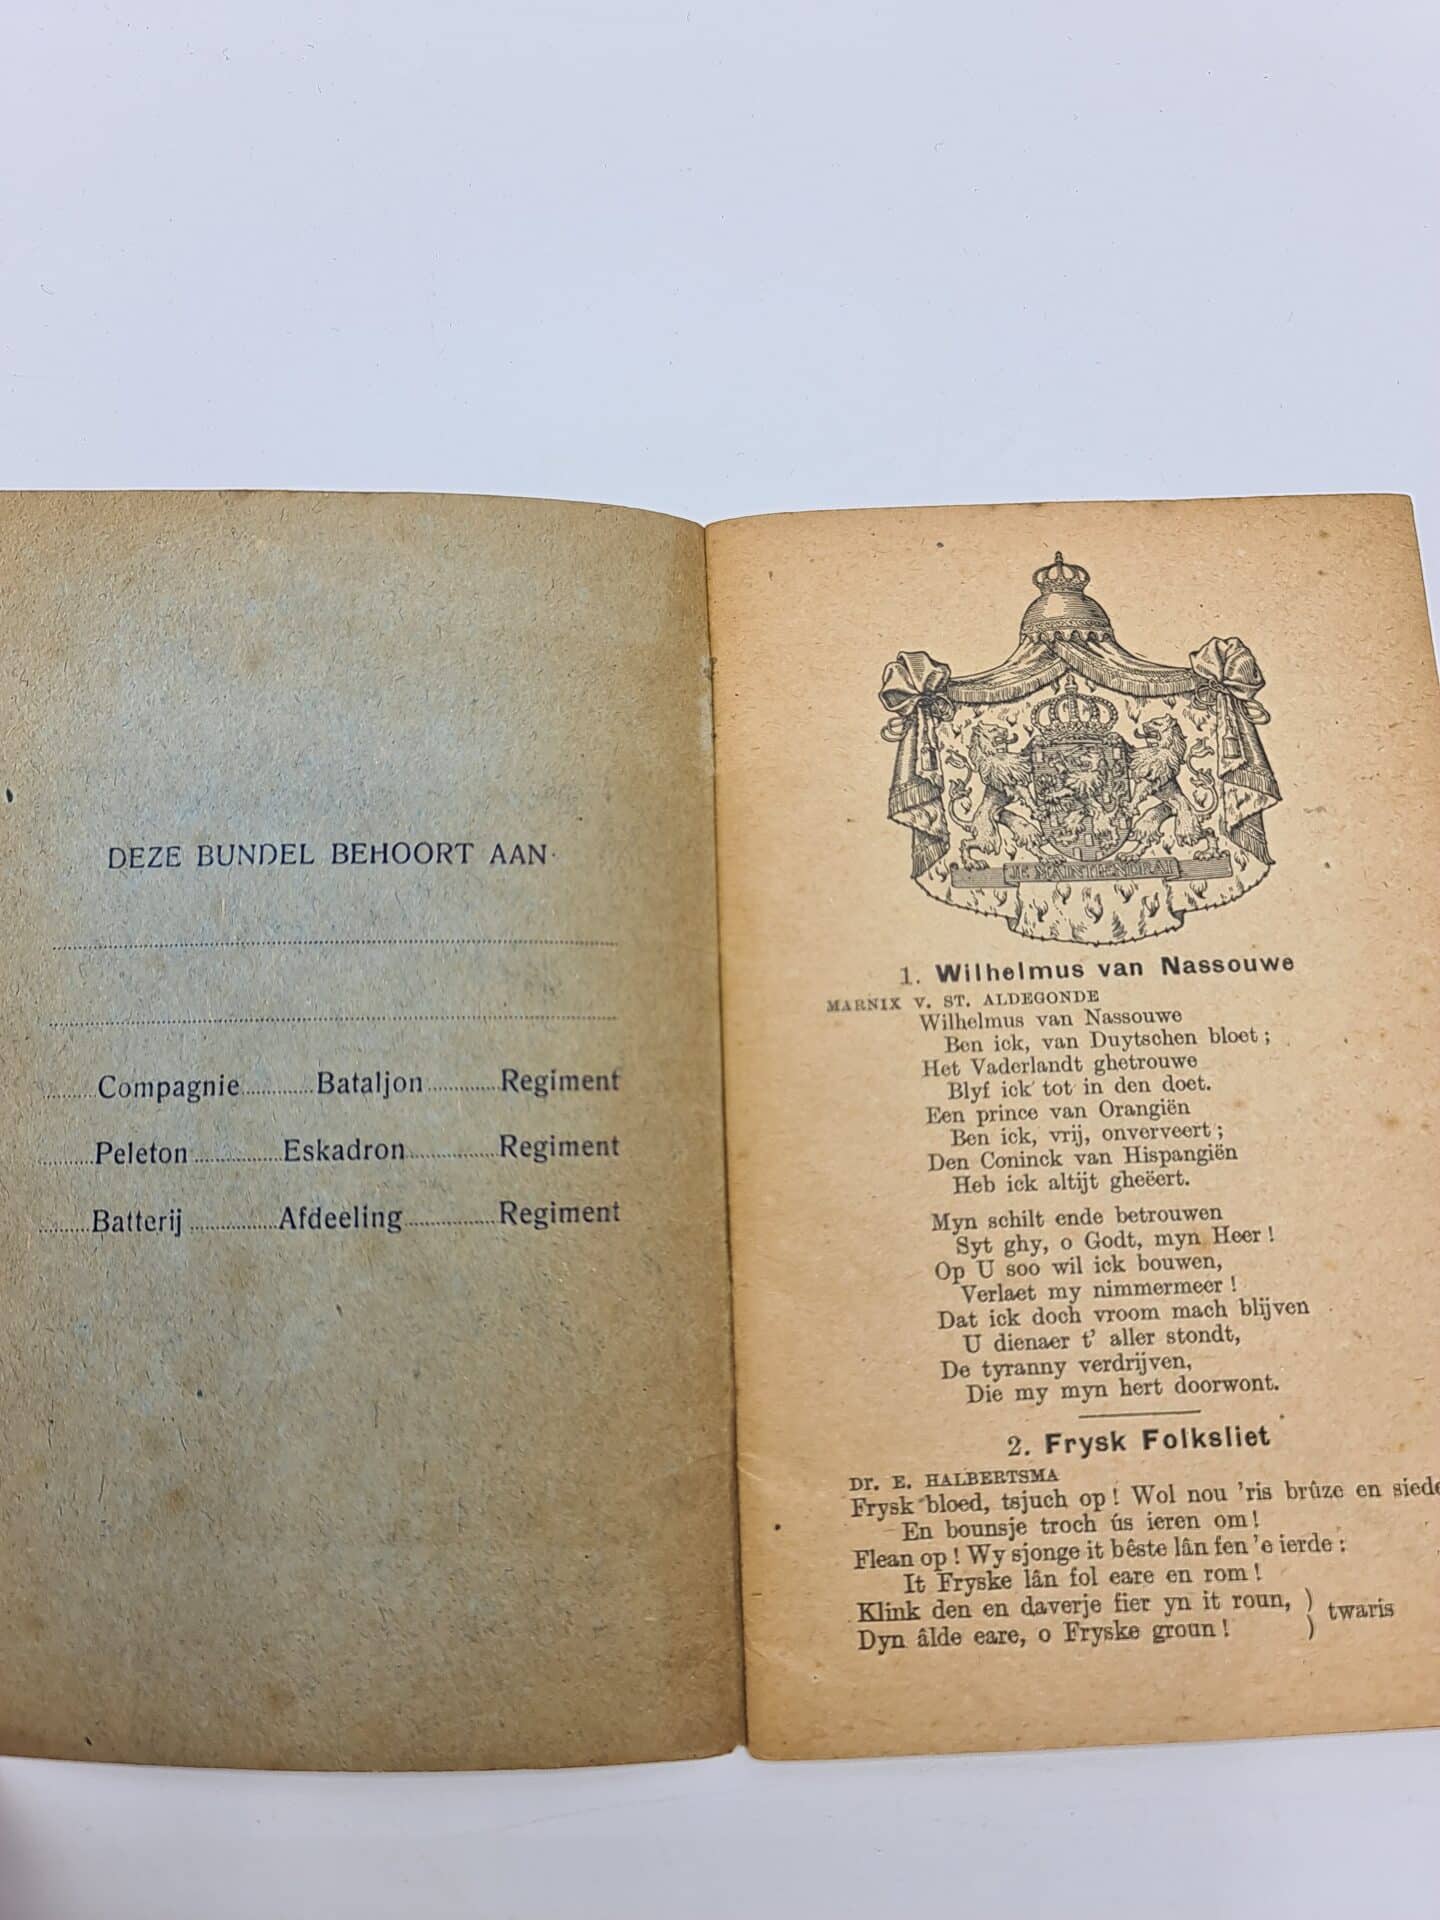 DEZE BUNDEL BEHOORT AAN
........Compagnie............Bataljon............Regiment
.........Peleton..............Eskadron..............Regiment
........Batterij..............Afdeeling..............Regiment
JE MAINTIENDRAI
1. Wilhelmus van Nassouwe
MARNIX V. ST. ALDEGONDE
Wilhelmus van Nassouwe
Ben ick, van Duytschen bloet;
Het Vaderlandt ghetrouwe
Blyf ick tot in den doet.
Een prince van Orangiën
Ben ick, vrij, onverveert;
Den Coninck van Hispangiën
Heb ick altijt gheëert.
Myn schilt ende betrouwen
Syt ghy, o Godt, myn Heer!
Op U soo wil ick bouwen,
Verlaet my nimmermeer!
Dat ick doch vroom mach blijven
U dienaer t' aller stondt,
De tyranny verdrijven,
Die my myn hert doorwont.
2. Frysk Folksliet
Dr. E. HALBERTSMA
Frysk bloed, tsjuch op! Wol nou 'ris brûze en siede
En bounsje troch ús ieren om!
Flean op! Wy sjonge it bêste lân fen 'e ierde:
It Fryske lân fol eare en rom!
Klink den en daverje fier yn it roun, ) twaris
Dyn âlde eare, o Fryske groun! )